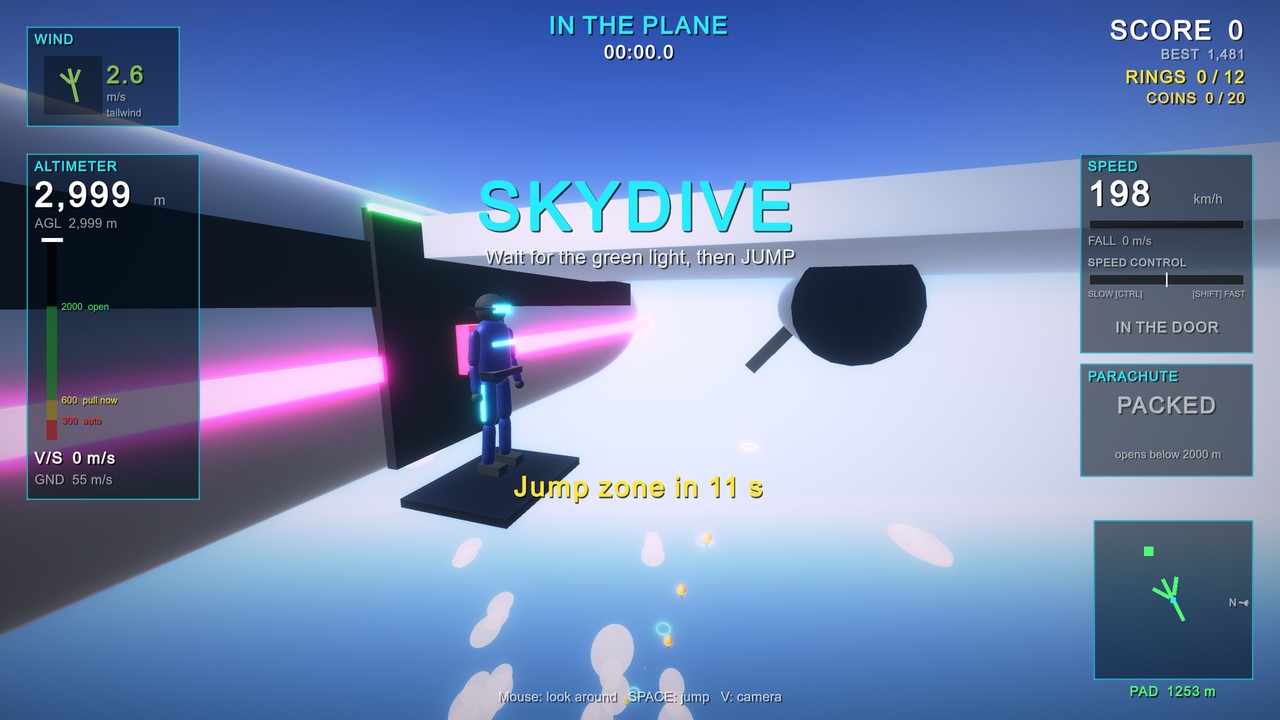 WIND
2.6
m/s
tailwind
IN THE PLANE
00:00.0
SCORE 0
BEST 1,481
RINGS 0 / 12
COINS 0 / 20
ALTIMETER
2,999 m
AGL 2,999 m
2000 open
600 pull now
300 auto
V/S 0 m/s
GND 55 m/s
SKYDIVE
Wait for the green light, then JUMP
Jump zone in 11 s
SPEED
198 km/h
FALL 0 m/s
SPEED CONTROL
SLOW [CTRL] [SHIFT] FAST
IN THE DOOR
PARACHUTE
PACKED
opens below 2000 m
N
PAD 1253 m
Mouse: look around SPACE: jump V: camera